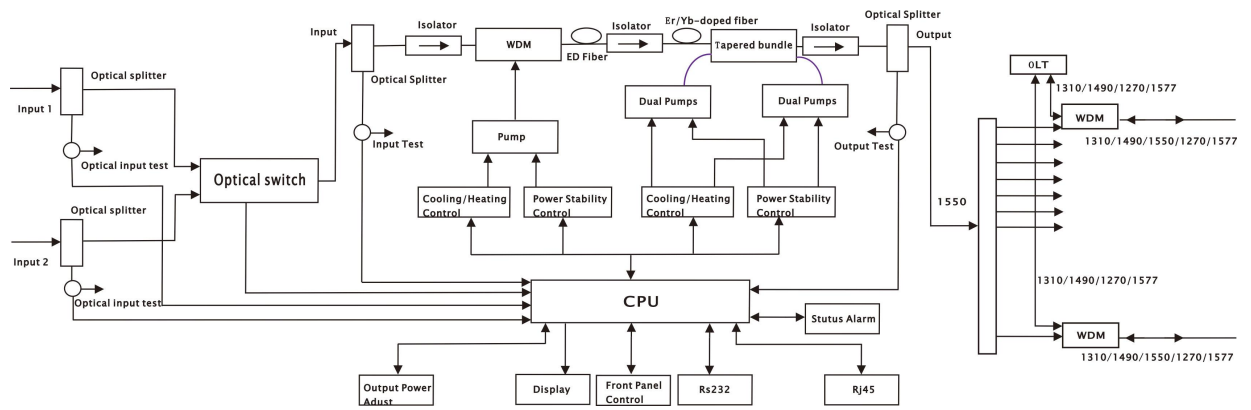 Optical splitter
Input 1
Optical input test
Optical splitter
Input 2
Optical input test
Optical switch
Input
Optical Splitter
Input Test
Isolator
WDM
ED Fiber
Isolator
Er/Yb-doped fiber
Tapered bundle
Isolator
Optical Splitter
Output
Output Test
Pump
Dual Pumps
Dual Pumps
Cooling/Heating
Control
Power Stability
Control
Cooling/Heating
Control
Power Stability
Control
CPU
Stutus Alarm
Output Power
Adust
Display
Front Panel
Control
Rs232
Rj45
1550
OLT
1310/1490/1270/1577
WDM
1310/1490/1550/1270/1577
1310/1490/1270/1577
WDM
1310/1490/1550/1270/1577